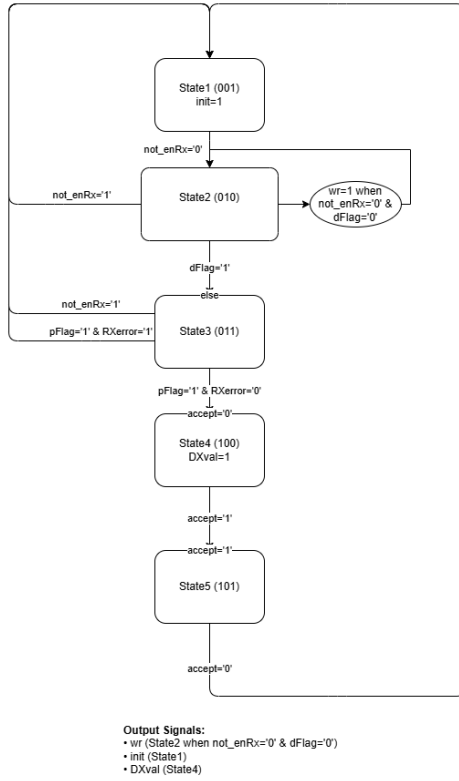 State1 (001)
init=1
not_enRx='0'
not_enRx='1'
State2 (010)
wr=1 when
not_enRx='0' &
dFlag='0'
dFlag='1'
else
not_enRx='1'
pFlag='1' & RXerror='1'
State3 (011)
pFlag='1' & RXerror='0'
accept='0'
State4 (100)
DXval=1
accept='1'
accept='1'
State5 (101)
accept='0'
Output Signals:
• wr (State2 when not_enRx='0' & dFlag='0')
• init (State1)
• DXval (State4)